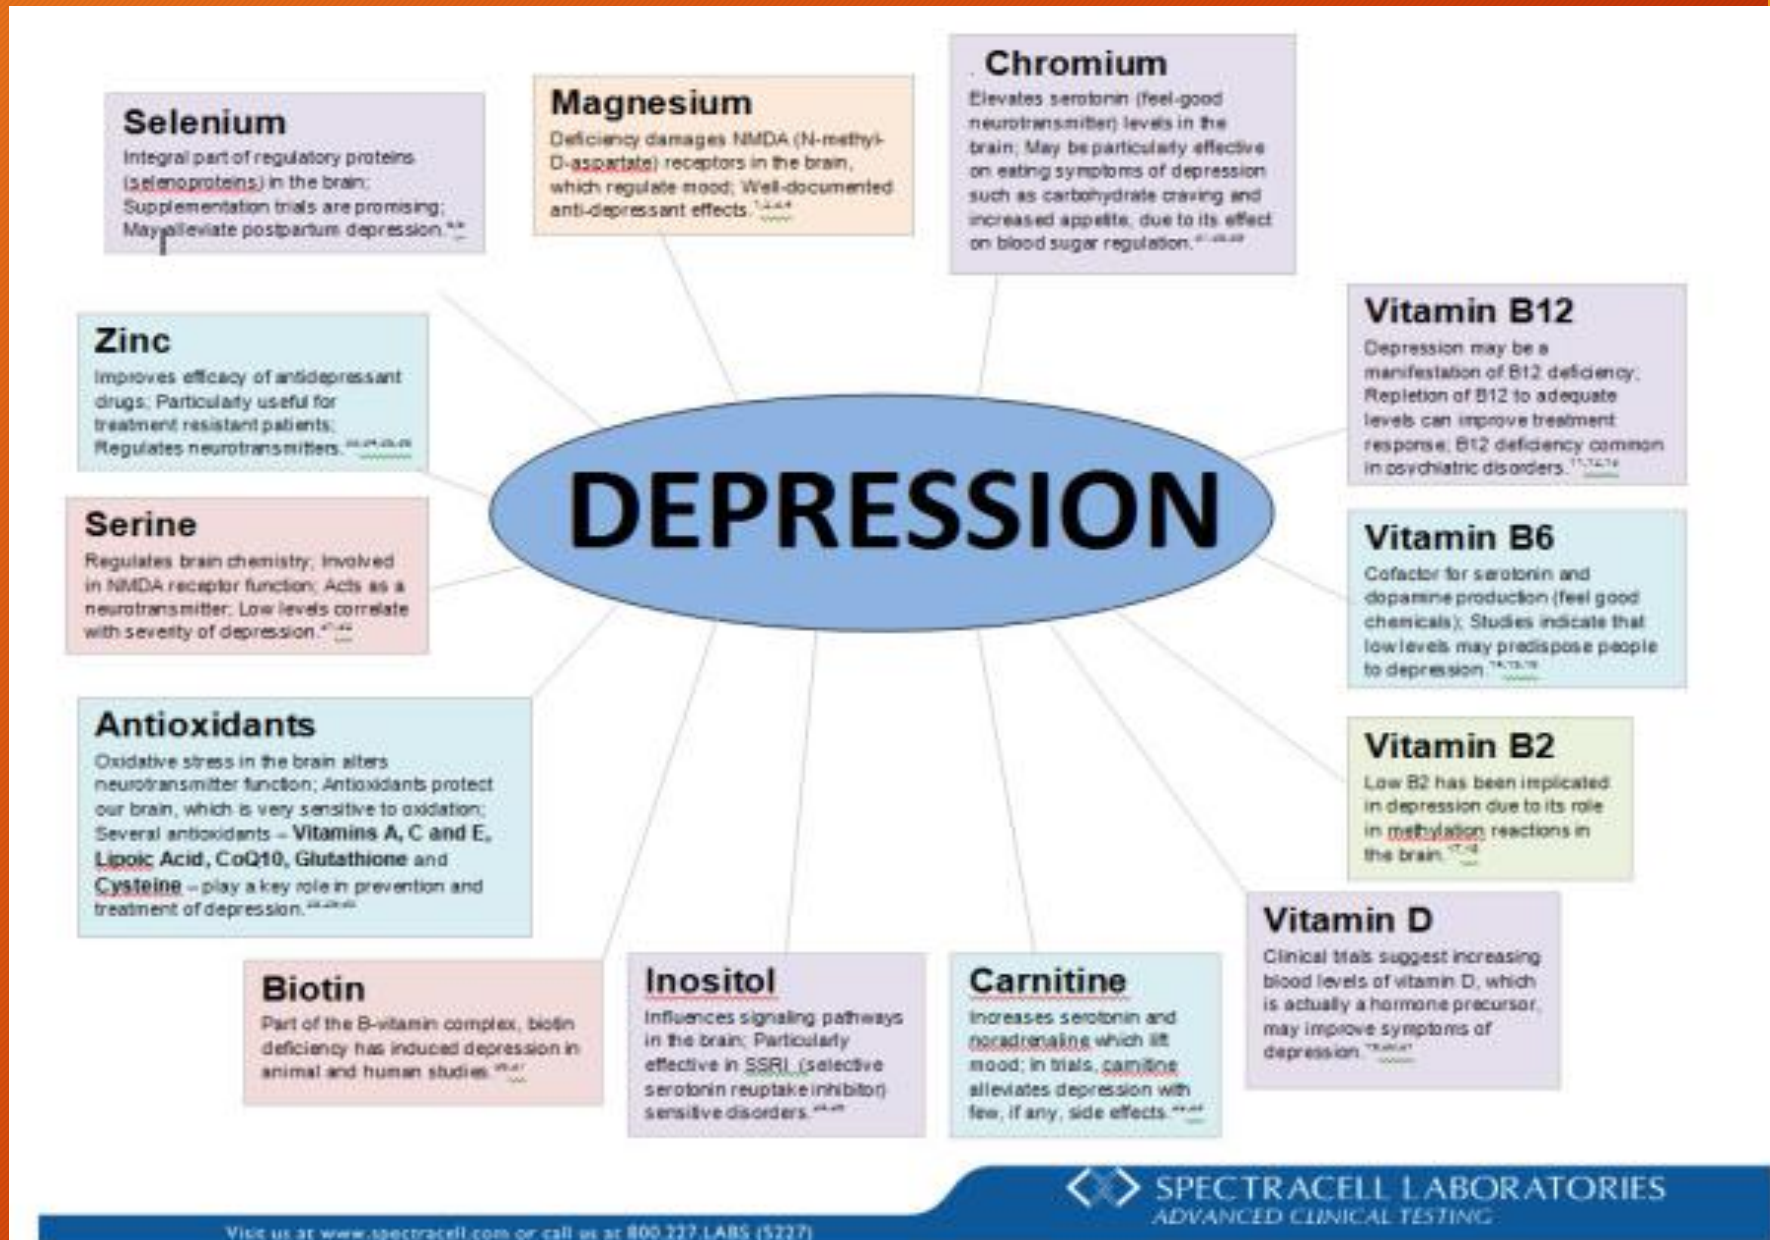 Selenium
Integral part of regulatory proteins
(selenoproteins) in the brain;
Supplementation trials are promising;
May alleviate postpartum depression.
Magnesium
Deficiency damages NMDA (N-methyl-
D-aspartate) receptors in the brain,
which regulate mood; Well-documented
anti-depressant effects.
Chromium
Elevates serotonin (feel-good
neurotransmitter) levels in the
brain; May be particularly effective
on eating symptoms of depression
such as carbohydrate craving and
increased appetite, due to its effect
on blood sugar regulation.
Zinc
Improves efficacy of antidepressant
drugs; Particularly useful for
treatment resistant patients;
Regulates neurotransmitters.
Vitamin B12
Depression may be a
manifestation of B12 deficiency;
Repletion of B12 to adequate
levels can improve treatment
response; B12 deficiency common
in psychiatric disorders.
DEPRESSION
Serine
Regulates brain chemistry; Involved
in NMDA receptor function; Acts as a
neurotransmitter; Low levels correlate
with severity of depression.
Vitamin B6
Cofactor for serotonin and
dopamine production (feel good
chemicals); Studies indicate that
low levels may predispose people
to depression.
Antioxidants
Oxidative stress in the brain alters
neurotransmitter function; Antioxidants protect
our brain, which is very sensitive to oxidation;
Several antioxidants – Vitamins A, C and E,
Lipoic Acid, CoQ10, Glutathione and
Cysteine – play a key role in prevention and
treatment of depression.
Vitamin B2
Low B2 has been implicated
in depression due to its role
in methylation reactions in
the brain.
Vitamin D
Clinical trials suggest increasing
blood levels of vitamin D, which
is actually a hormone precursor,
may improve symptoms of
depression.
Biotin
Part of the B-vitamin complex, biotin
deficiency has induced depression in
animal and human studies.
Inositol
Influences signaling pathways
in the brain; Particularly
effective in SSRI (selective
serotonin reuptake inhibitor)
sensitive disorders.
Carnitine
Increases serotonin and
noradrenaline which lift
mood; in trials, carnitine
alleviates depression with
few, if any, side effects.
SPECTRACELL LABORATORIES
ADVANCED CLINICAL TESTING
Visit us at www.spectracell.com or call us at 800.227.LABS (5227)